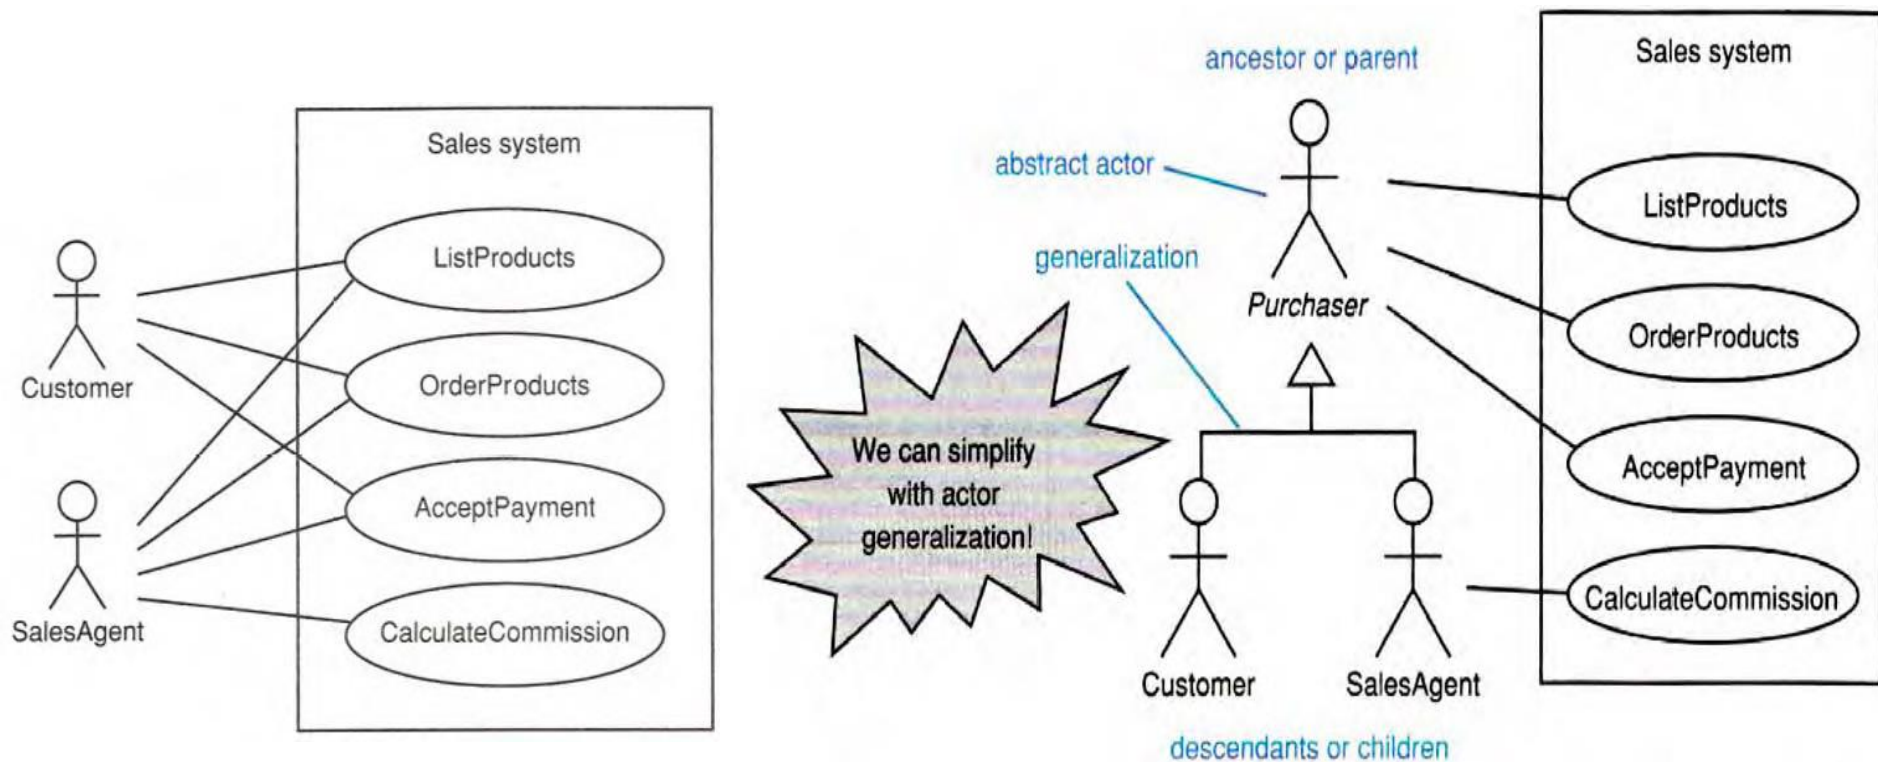 Sales system
ListProducts
OrderProducts
AcceptPayment
CalculateCommission
Customer
SalesAgent
We can simplify
with actor
generalization!
ancestor or parent
abstract actor
generalization
Purchaser
Customer
SalesAgent
descendants or children
Sales system
ListProducts
OrderProducts
AcceptPayment
CalculateCommission